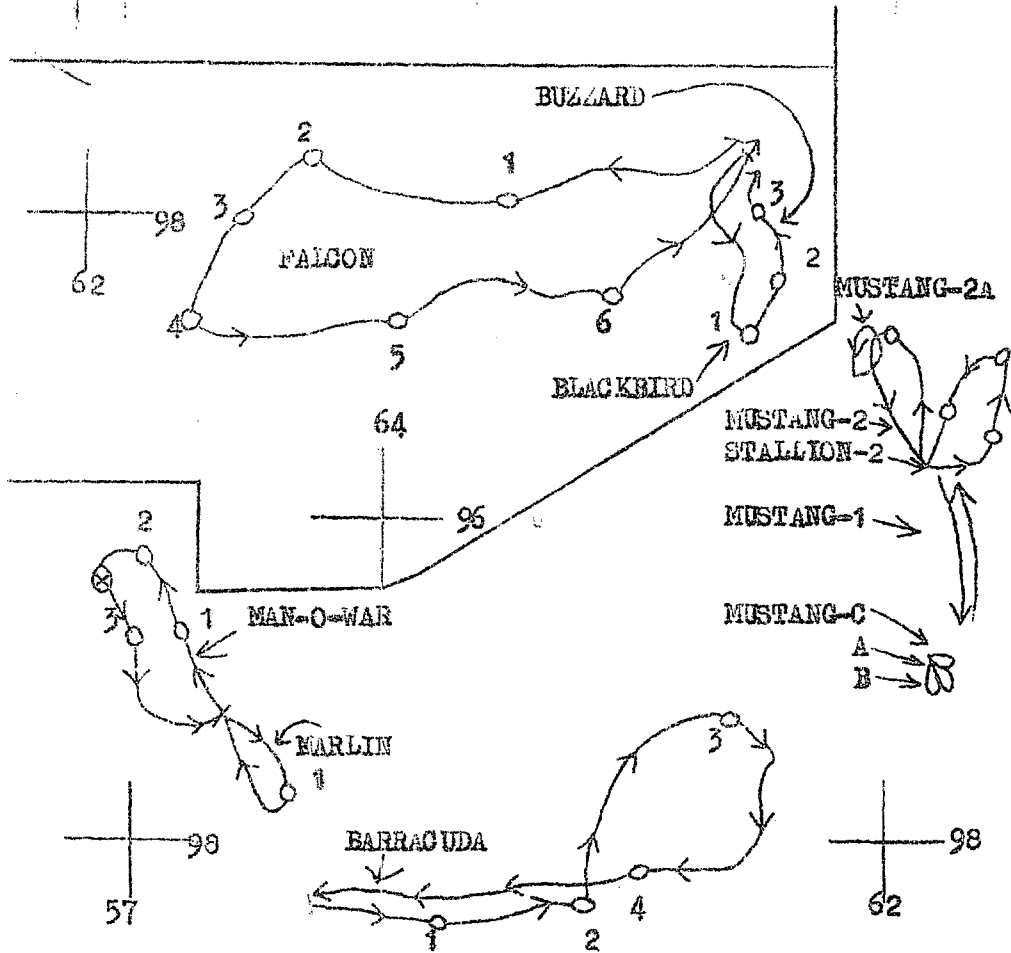 BUZZARD
2
1
3
98
3
FALCON
2
62
MUSTANG-2A
4
6
1
5
BLACKBIRD
64
MUSTANG-2
STALLION-2
96
MUSTANG-1
2
3
1
MAN-O-WAR
MUSTANG-C
A
B
3
MARLIN
1
98
BARRACUDA
98
57
1
2
4
62